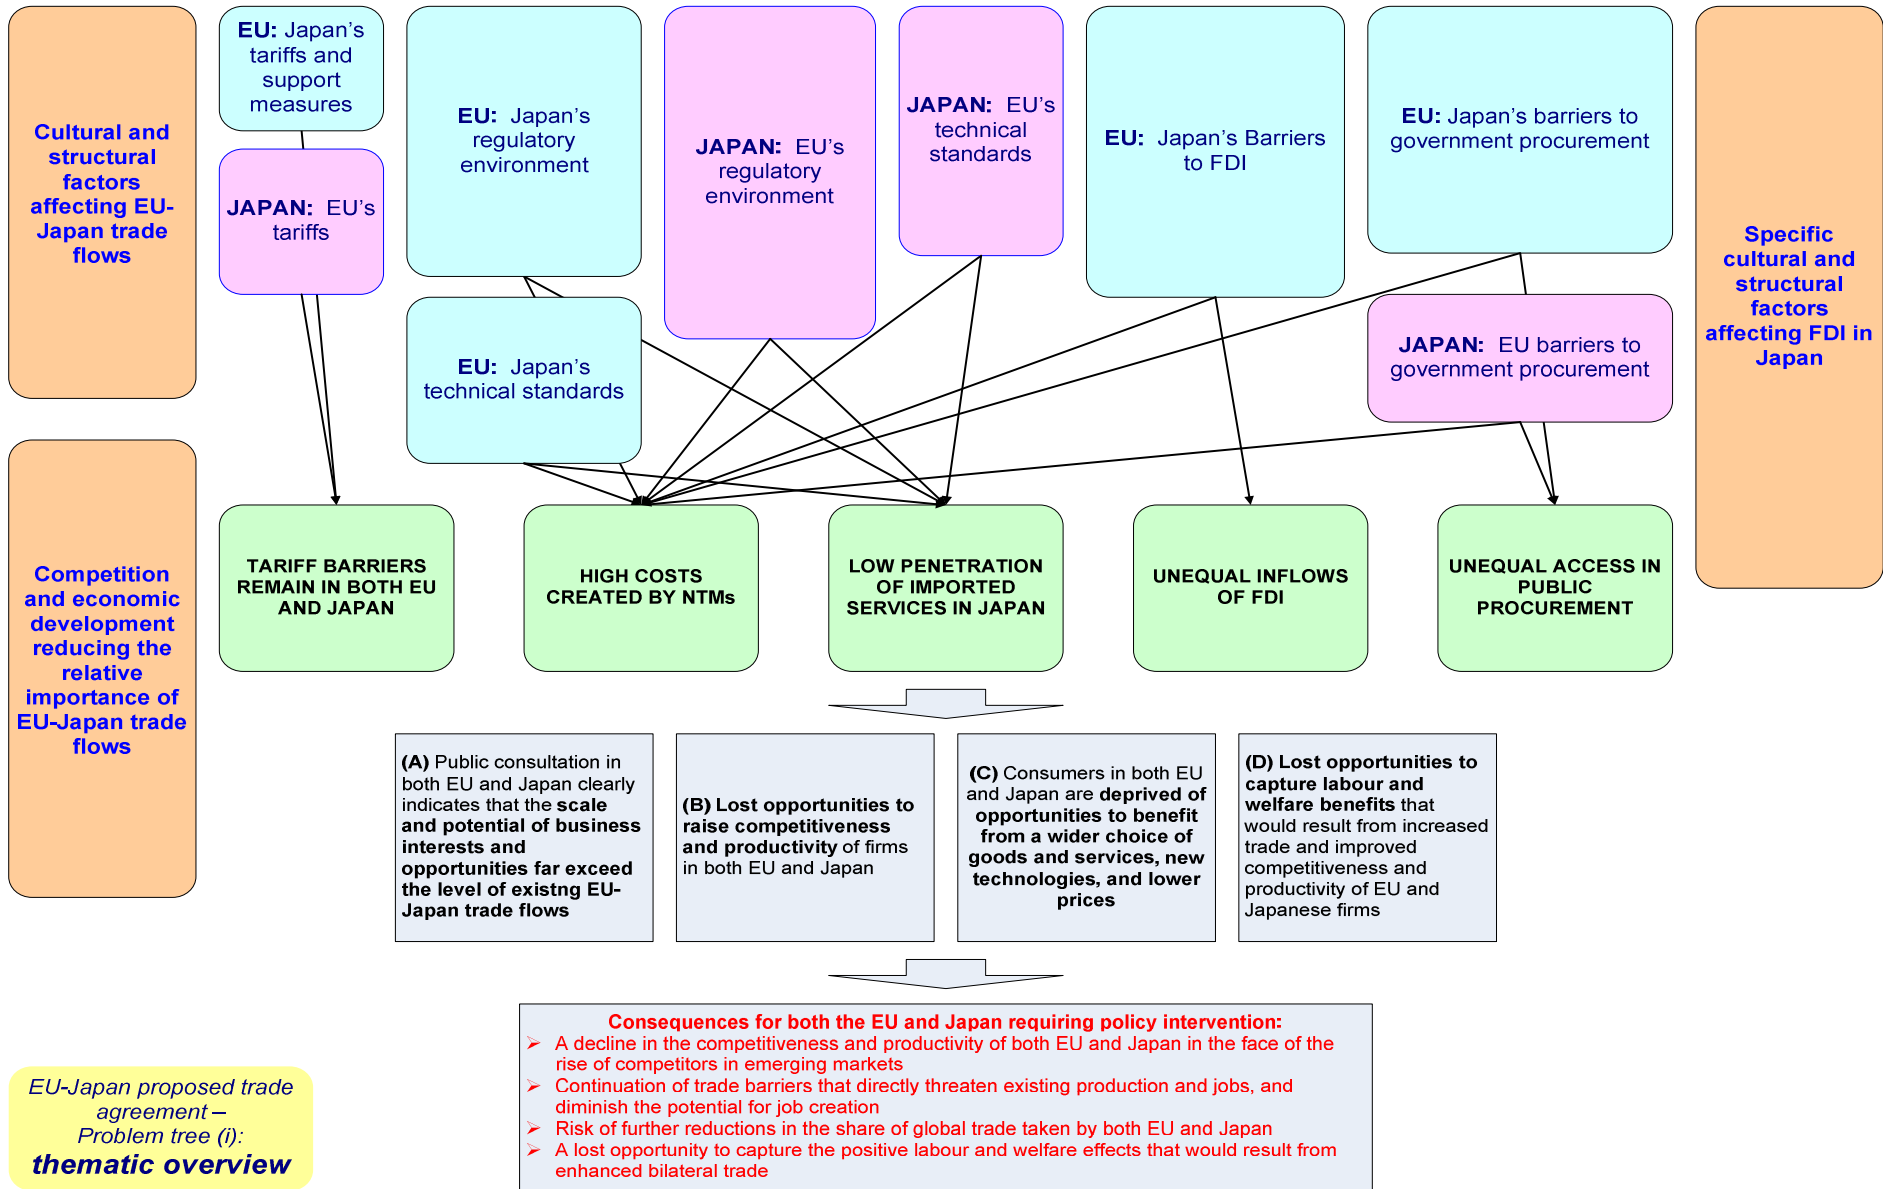 Cultural and
structural
factors
affecting EU-
Japan trade
flows
EU: Japan's
tariffs and
support
measures
JAPAN: EU's
tariffs
EU: Japan's
regulatory
environment
EU: Japan's
technical standards
JAPAN: EU's
regulatory
environment
JAPAN: EU's
technical
standards
EU: Japan's Barriers
to FDI
EU: Japan's barriers to
government procurement
JAPAN: EU barriers to
government procurement
Specific
cultural and
structural
factors
affecting FDI in
Japan
Competition
and economic
development
reducing the
relative
importance of
EU-Japan trade
flows
TARIFF BARRIERS
REMAIN IN BOTH EU
AND JAPAN
HIGH COSTS
CREATED BY NTMs
LOW PENETRATION
OF IMPORTED
SERVICES IN JAPAN
UNEQUAL INFLOWS
OF FDI
UNEQUAL ACCESS IN
PUBLIC
PROCUREMENT
(A) Public consultation in
both EU and Japan clearly
indicates that the scale
and potential of business
interests and
opportunities far exceed
the level of existng EU-
Japan trade flows
(B) Lost opportunities to
raise competitiveness
and productivity of firms
in both EU and Japan
(C) Consumers in both EU
and Japan are deprived of
opportunities to benefit
from a wider choice of
goods and services, new
technologies, and lower
prices
(D) Lost opportunities to
capture labour and
welfare benefits that
would result from increased
trade and improved
competitiveness and
productivity of EU and
Japanese firms
Consequences for both the EU and Japan requiring policy intervention:
➢ A decline in the competitiveness and productivity of both EU and Japan in the face of the
rise of competitors in emerging markets
➢ Continuation of trade barriers that directly threaten existing production and jobs, and
diminish the potential for job creation
➢ Risk of further reductions in the share of global trade taken by both EU and Japan
➢ A lost opportunity to capture the positive labour and welfare effects that would result from
enhanced bilateral trade
EU-Japan proposed trade
agreement –
Problem tree (i):
thematic overview